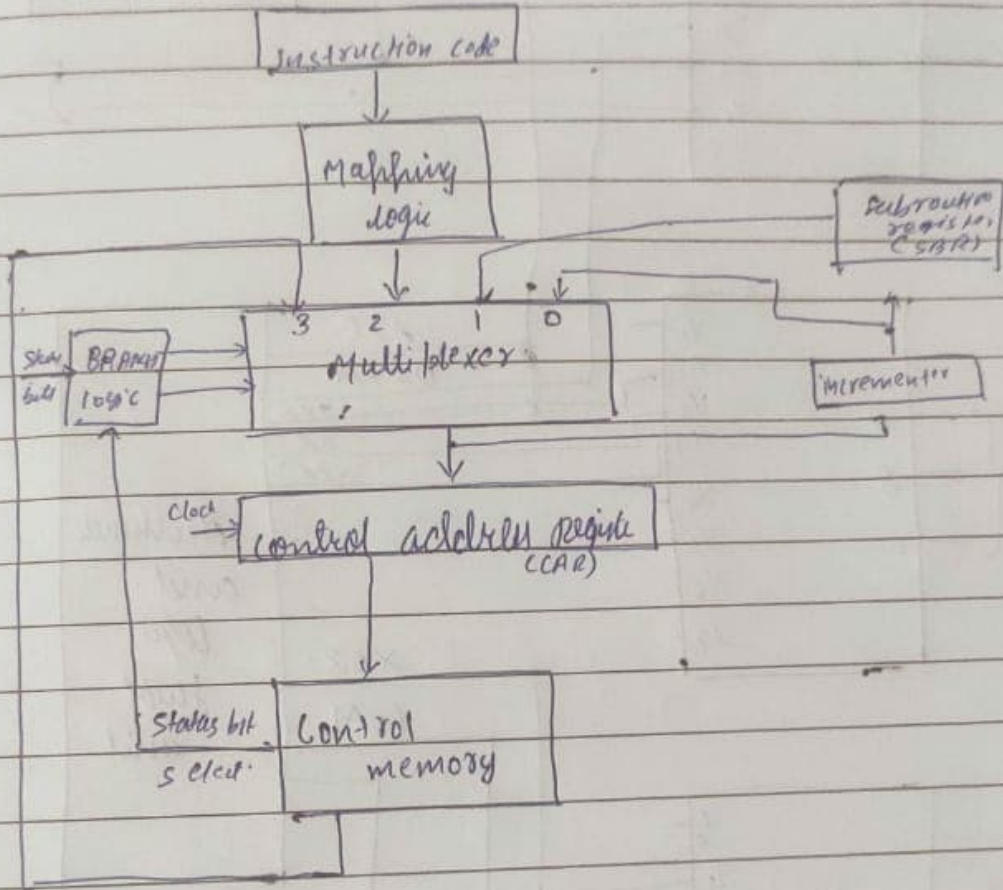 Instruction code
Mapping
logic
Subroutine
register
(SBR)
3 2 1 0
Multiplexer
Status
bits
BRANCH
logic
incrementer
Clock
control address register
(CAR)
Status bit
select.
Control
memory